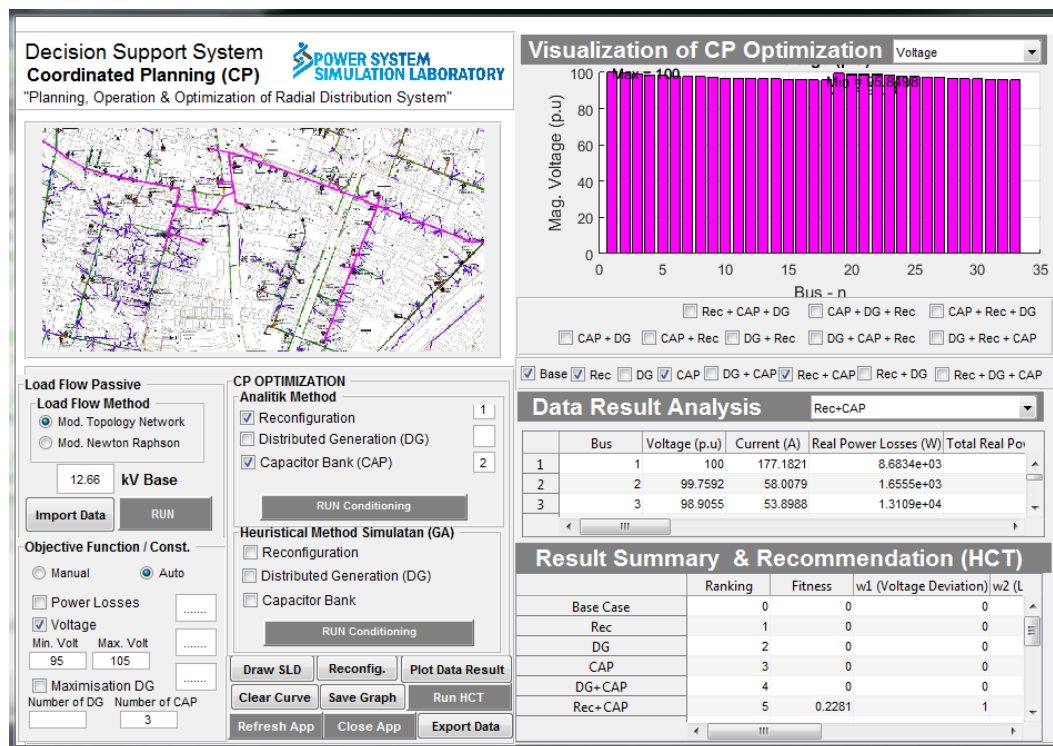 Decision Support System
Coordinated Planning (CP)
POWER SYSTEM
SIMULATION LABORATORY
"Planning, Operation & Optimization of Radial Distribution System"
Visualization of CP Optimization
Voltage
Max = 100
Min = 95.8498
Mag. Voltage (p.u)
100
80
60
40
20
0
0 5 10 15 20 25 30 35
Bus - n
Rec + CAP + DG CAP + DG + Rec CAP + Rec + DG
CAP + DG CAP + Rec DG + Rec DG + CAP + Rec DG + Rec + CAP
Base Rec DG CAP DG + CAP Rec + CAP Rec + DG Rec + DG + CAP
Load Flow Passive
Load Flow Method
Mod. Topology Network
Mod. Newton Raphson
12.66 kV Base
Import Data RUN
Objective Function / Const.
Manual Auto
Power Losses .......
Voltage
Min. Volt Max. Volt .......
95 105
Maximisation DG .......
Number of DG Number of CAP
3
CP OPTIMIZATION
Analitik Method
Reconfiguration 1
Distributed Generation (DG)
Capacitor Bank (CAP) 2
RUN Conditioning
Heuristical Method Simulatan (GA)
Reconfiguration
Distributed Generation (DG)
Capacitor Bank
RUN Conditioning
Draw SLD Reconfig. Plot Data Result
Clear Curve Save Graph Run HCT
Refresh App Close App Export Data
Data Result Analysis
Rec+CAP
Bus Voltage (p.u) Current (A) Real Power Losses (W) Total Real Pov
1 1 100 177.1821 8.6834e+03
2 2 99.7592 58.0079 1.6555e+03
3 3 98.9055 53.8988 1.3109e+04
Result Summary & Recommendation (HCT)
Ranking Fitness w1 (Voltage Deviation) w2 (L
Base Case 0 0 0
Rec 1 0 0
DG 2 0 0
CAP 3 0 0
DG+CAP 4 0 0
Rec+CAP 5 0.2281 1